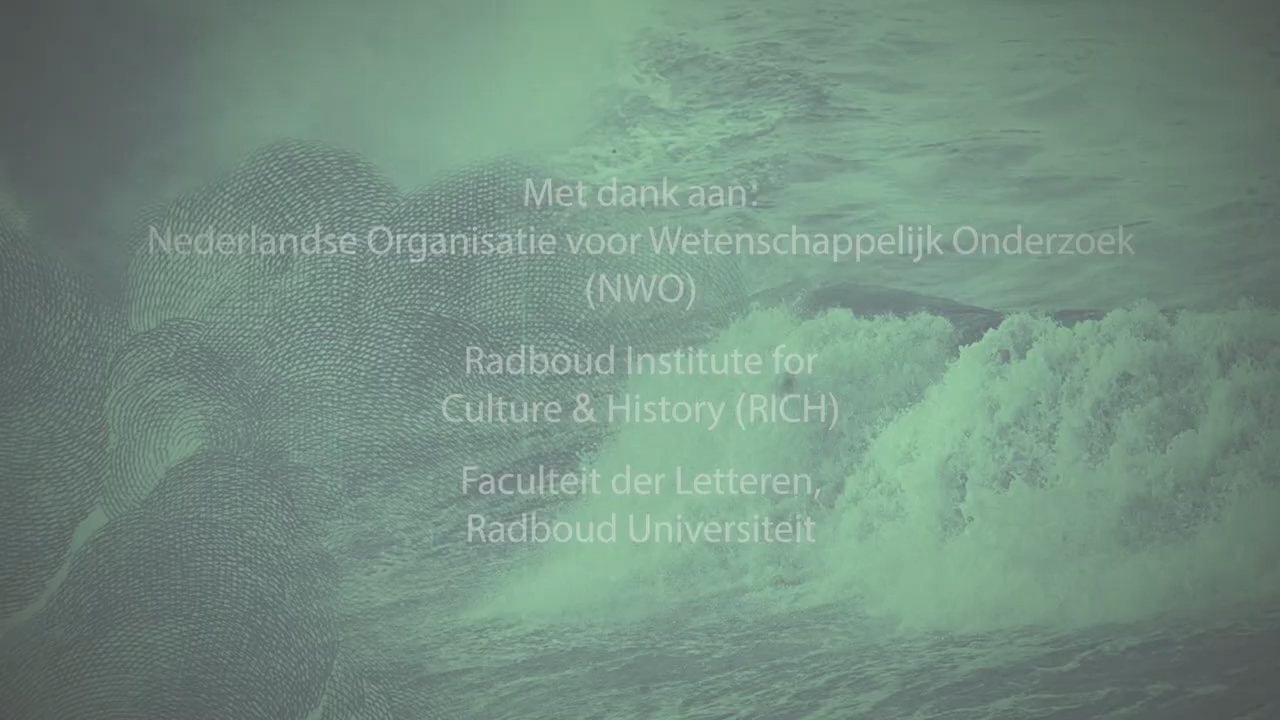 Met dank aan:
Nederlandse Organisatie voor Wetenschappelijk Onderzoek
(NWO)
Radboud Institute for
Culture & History (RICH)
Faculteit der Letteren,
Radboud Universiteit